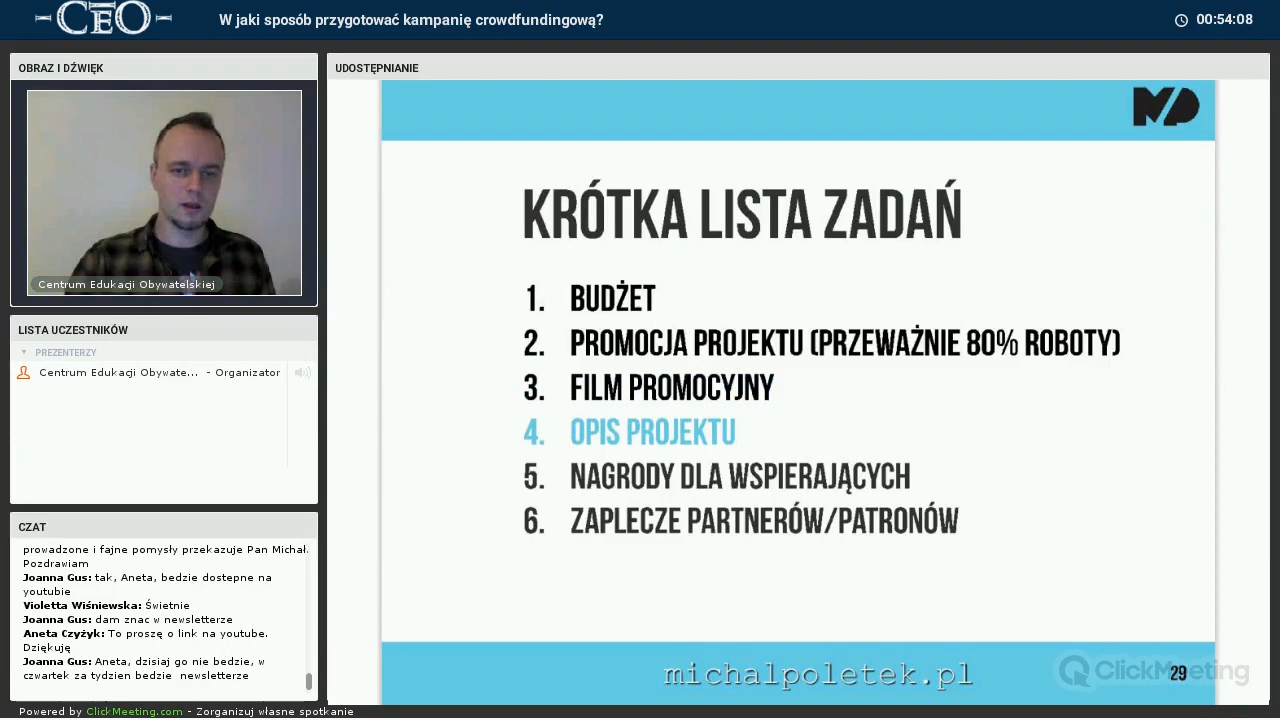 CEO
W jaki sposób przygotować kampanię crowdfundingową?
00:54:08
OBRAZ I DŹWIĘK
Centrum Edukacji Obywatelskiej
LISTA UCZESTNIKÓW
PREZENTERZY
Centrum Edukacji Obywate... - Organizator
CZAT
prowadzone i fajne pomysły przekazuje Pan Michał.
Pozdrawiam
Joanna Gus: tak, Aneta, bedzie dostepne na
youtubie
Violetta Wiśniewska: Świetnie
Joanna Gus: dam znac w newsletterze
Aneta Czyżyk: To proszę o link na youtube.
Dziękuję
Joanna Gus: Aneta, dzisiaj go nie bedzie, w
czwartek za tydzien bedzie newsletterze
Powered by ClickMeeting.com - Zorganizuj własne spotkanie
UDOSTĘPNIANIE
MP
KRÓTKA LISTA ZADAŃ
1. BUDŻET
2. PROMOCJA PROJEKTU (PRZEWAŻNIE 80% ROBOTY)
3. FILM PROMOCYJNY
4. OPIS PROJEKTU
5. NAGRODY DLA WSPIERAJĄCYCH
6. ZAPLECZE PARTNERÓW/PATRONÓW
michalpoletek.pl
ClickMeeting
29